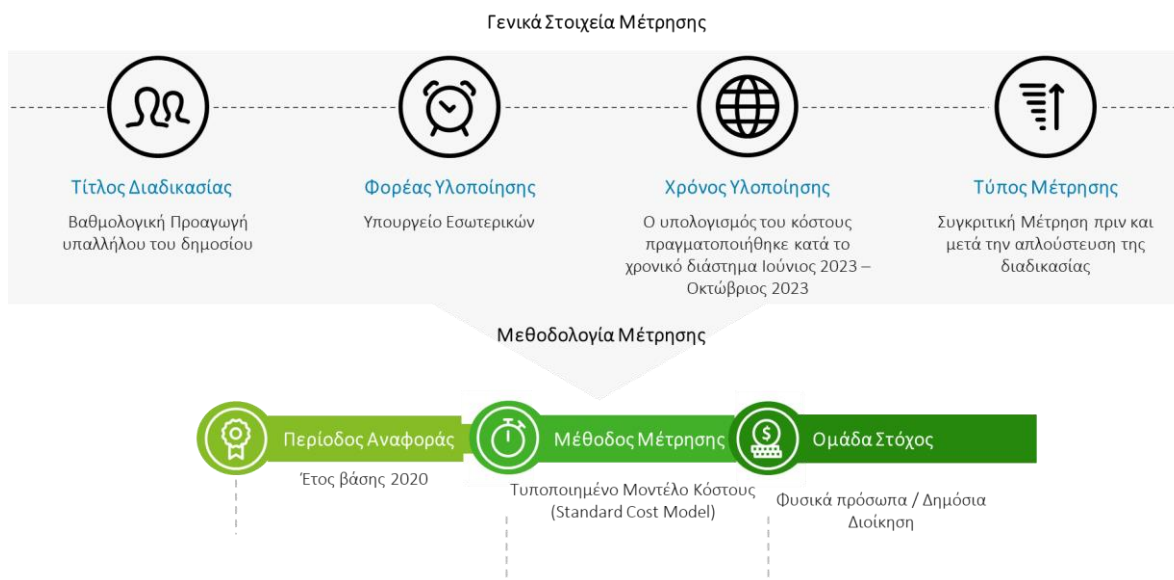 Γενικά Στοιχεία Μέτρησης
Τίτλος Διαδικασίας
Βαθμολογική Προαγωγή
υπαλλήλου του δημοσίου
Φορέας Υλοποίησης
Υπουργείο Εσωτερικών
Χρόνος Υλοποίησης
Ο υπολογισμός του κόστους
πραγματοποιήθηκε κατά το
χρονικό διάστημα Ιούνιος 2023 –
Οκτώβριος 2023
Τύπος Μέτρησης
Συγκριτική Μέτρηση πριν και
μετά την απλούστευση της
διαδικασίας
Μεθοδολογία Μέτρησης
Περίοδος Αναφοράς
Έτος βάσης 2020
Μέθοδος Μέτρησης
Τυποποιημένο Μοντέλο Κόστους
(Standard Cost Model)
Ομάδα Στόχος
Φυσικά πρόσωπα / Δημόσια
Διοίκηση